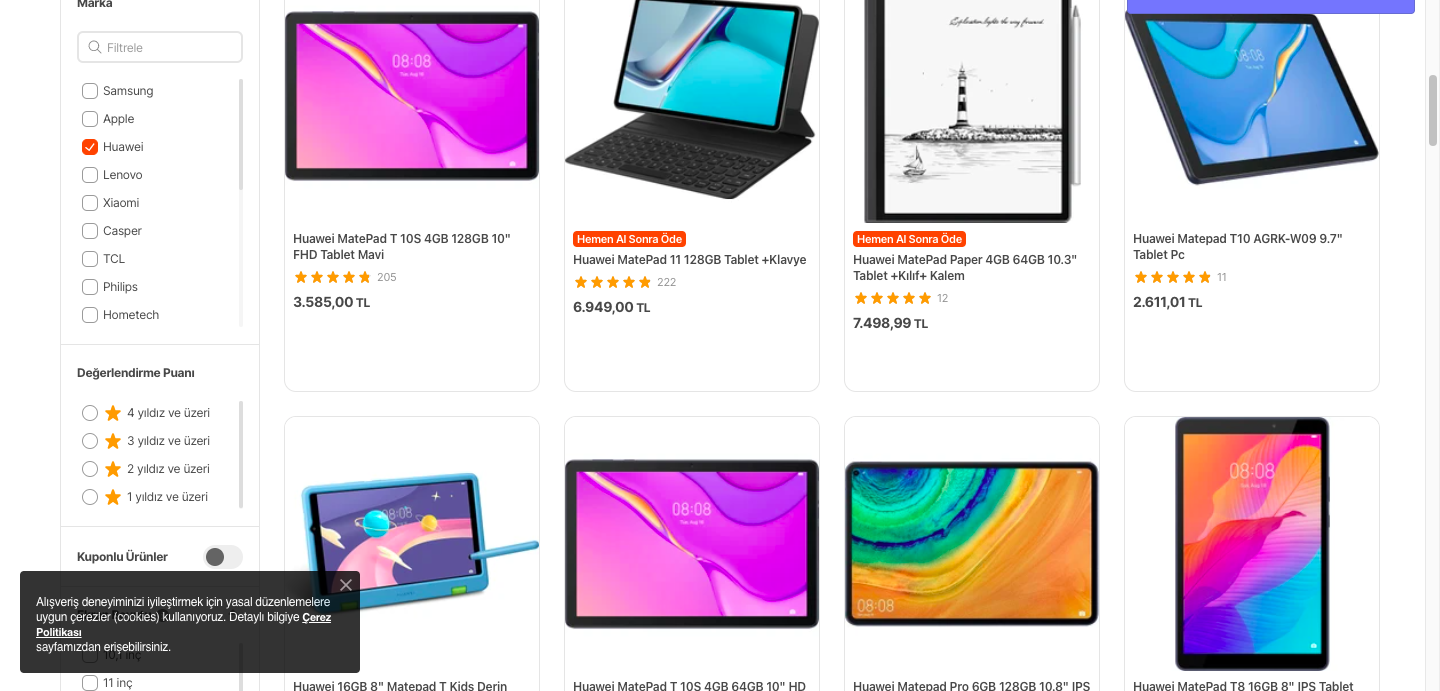 Marka
Filtrele
Samsung
Apple
Huawei
Lenovo
Xiaomi
Casper
TCL
Philips
Hometech
Değerlendirme Puanı
4 yıldız ve üzeri
3 yıldız ve üzeri
2 yıldız ve üzeri
1 yıldız ve üzeri
Kuponlu Ürünler
Alışveriş deneyiminizi iyileştirmek için yasal düzenlemelere
uygun çerezler (cookies) kullanıyoruz. Detaylı bilgiye Çerez
Politikası
sayfamızdan erişebilirsiniz.
10,1 inç
11 inç
08:08
Huawei MatePad T 10S 4GB 128GB 10"
FHD Tablet Mavi
205
3.585,00 TL
Hemen Al Sonra Öde
Huawei MatePad 11 128GB Tablet +Klavye
222
6.949,00 TL
Exploration lights the way forward.
Hemen Al Sonra Öde
Huawei MatePad Paper 4GB 64GB 10.3"
Tablet +Kılıf+ Kalem
12
7.498,99 TL
08:08
Huawei Matepad T10 AGRK-W09 9.7"
Tablet Pc
11
2.611,01 TL
08:08
Huawei 16GB 8" Matepad T Kids Derin
08:08
Huawei MatePad T 10S 4GB 64GB 10" HD
08:08
Huawei Matepad Pro 6GB 128GB 10.8" IPS
08:08
Huawei MatePad T8 16GB 8" IPS Tablet